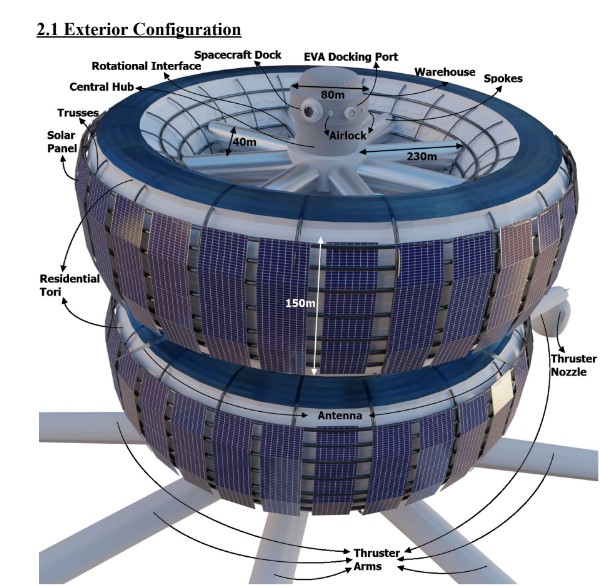 2.1 Exterior Configuration
Spacecraft Dock
EVA Docking Port
Rotational Interface
Warehouse
Spokes
Central Hub
80m
Trusses
Airlock
Solar
Panel
40m
230m
Residential
Tori
150m
Thruster
Nozzle
Antenna
Thruster
Arms